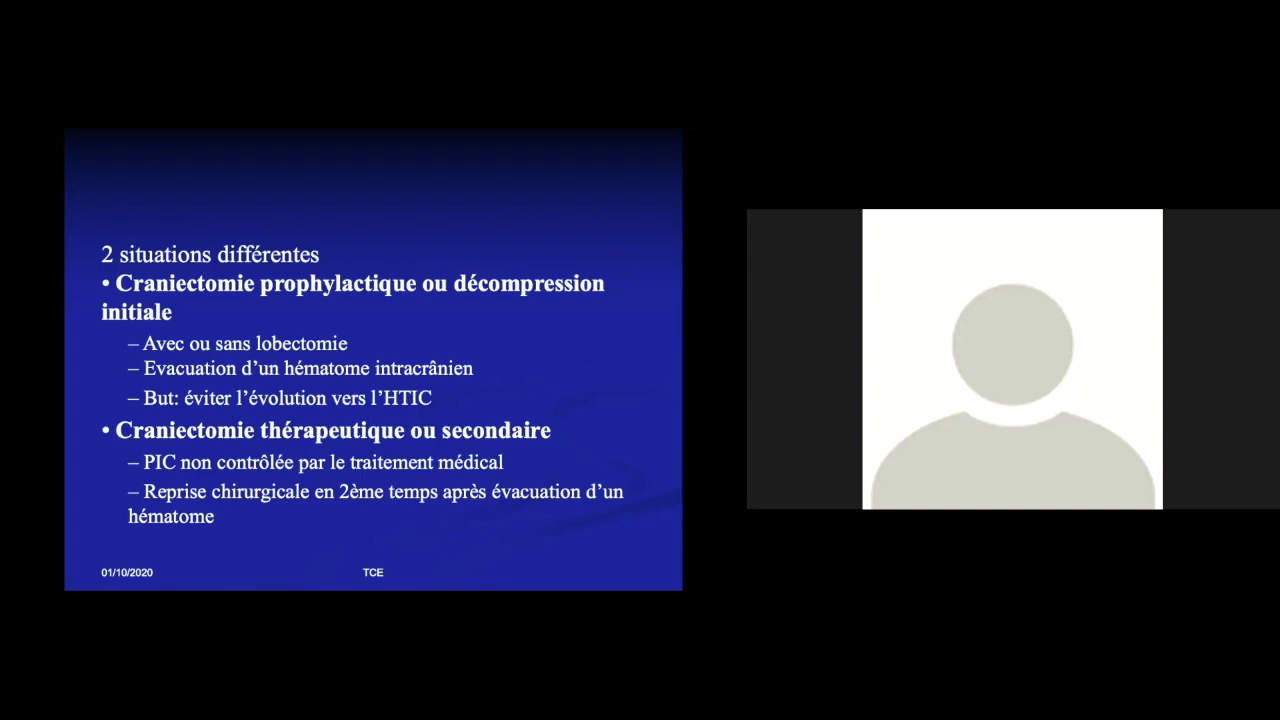 2 situations différentes
• Craniectomie prophylactique ou décompression
initiale
– Avec ou sans lobectomie
– Evacuation d’un hématome intracrânien
– But: éviter l’évolution vers l’HTIC
• Craniectomie thérapeutique ou secondaire
– PIC non contrôlée par le traitement médical
– Reprise chirurgicale en 2ème temps après évacuation d’un
hématome
01/10/2020 TCE